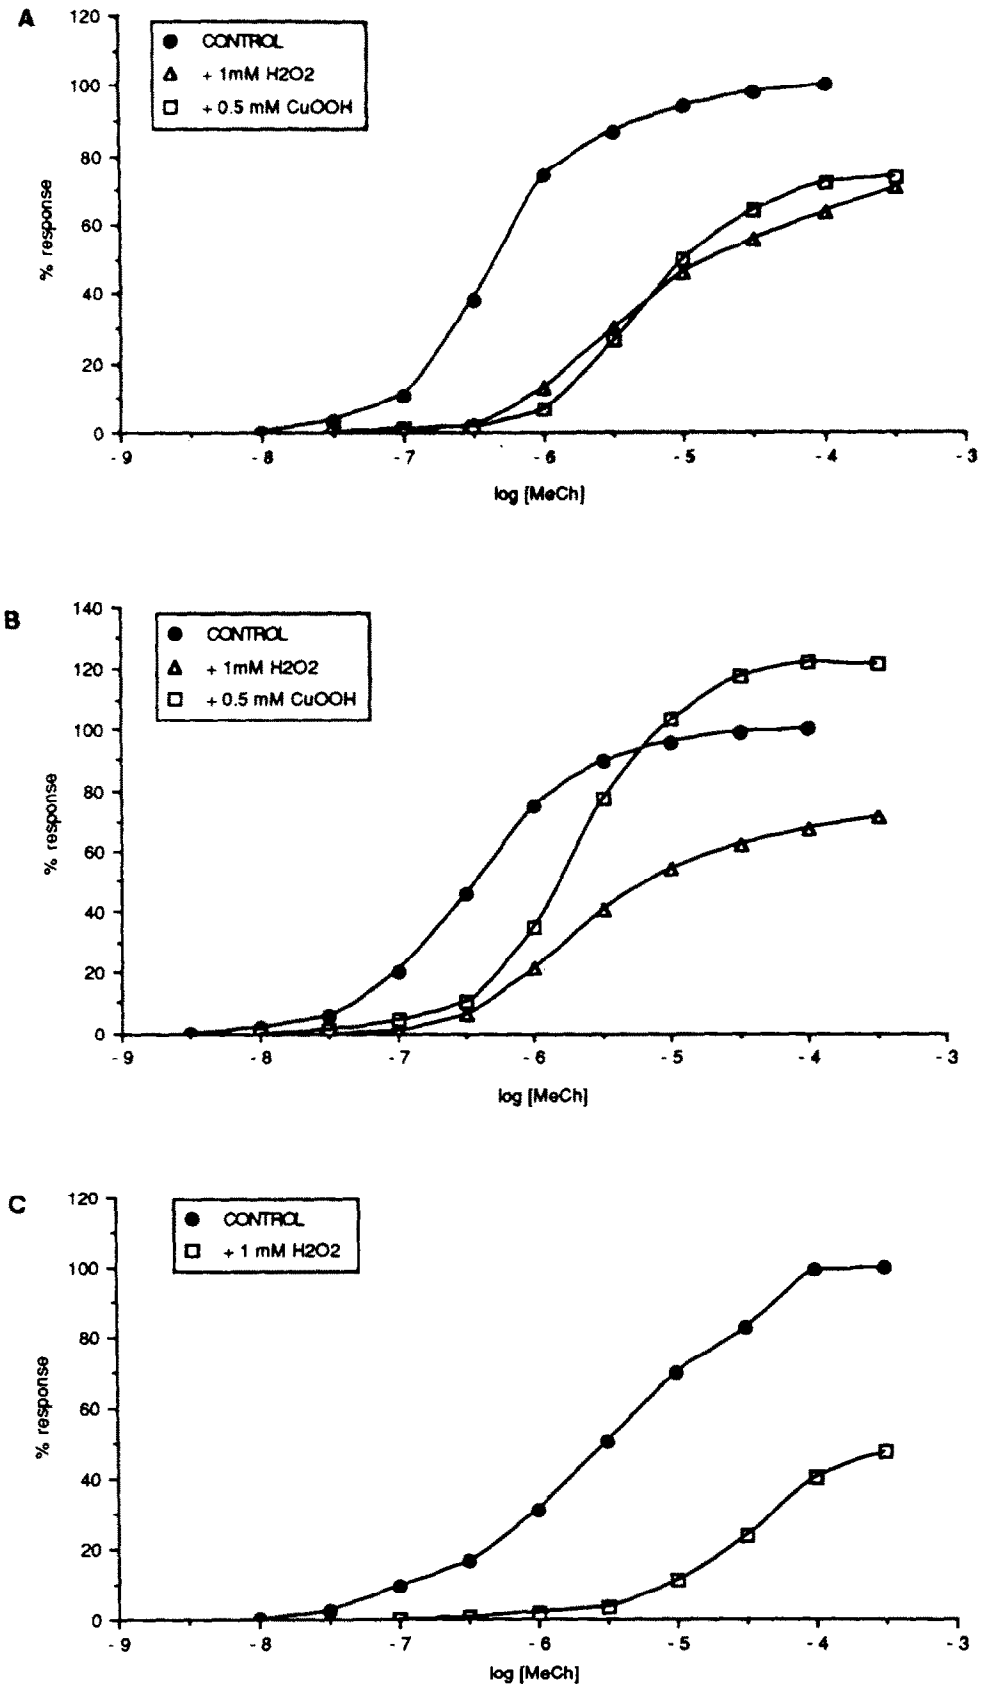 A
120
100
80
60
40
20
0
% response
CONTROL
+ 1mM H2O2
+ 0.5 mM CuOOH
- 9 - 8 - 7 - 6 - 5 - 4 - 3
log [MeCh]
B
140
120
100
80
60
40
20
0
% response
CONTROL
+ 1mM H2O2
+ 0.5 mM CuOOH
- 9 - 8 - 7 - 6 - 5 - 4 - 3
log [MeCh]
C
120
100
80
60
40
20
0
% response
CONTROL
+ 1 mM H2O2
- 9 - 8 - 7 - 6 - 5 - 4 - 3
log [MeCh]